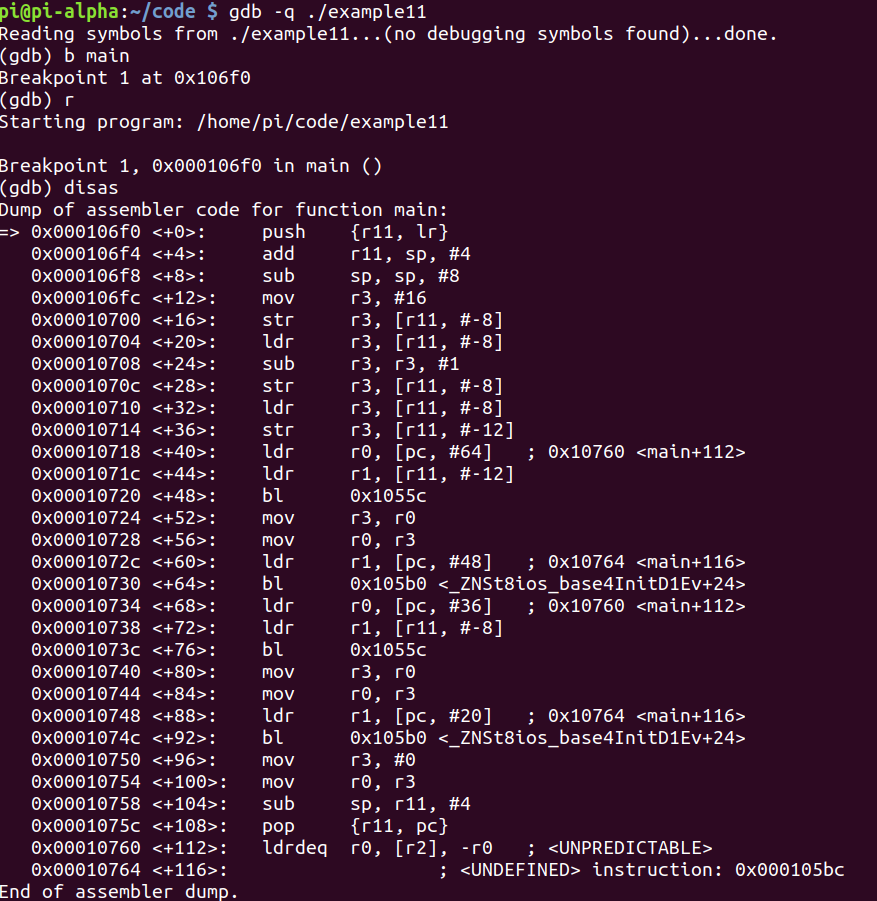 pi@pi-alpha:~/code $ gdb -q ./example11
Reading symbols from ./example11...(no debugging symbols found)...done.
(gdb) b main
Breakpoint 1 at 0x106f0
(gdb) r
Starting program: /home/pi/code/example11

Breakpoint 1, 0x000106f0 in main ()
(gdb) disas
Dump of assembler code for function main:
=> 0x000106f0 <+0>:     push    {r11, lr}
   0x000106f4 <+4>:     add     r11, sp, #4
   0x000106f8 <+8>:     sub     sp, sp, #8
   0x000106fc <+12>:    mov     r3, #16
   0x00010700 <+16>:    str     r3, [r11, #-8]
   0x00010704 <+20>:    ldr     r3, [r11, #-8]
   0x00010708 <+24>:    sub     r3, r3, #1
   0x0001070c <+28>:    str     r3, [r11, #-8]
   0x00010710 <+32>:    ldr     r3, [r11, #-8]
   0x00010714 <+36>:    str     r3, [r11, #-12]
   0x00010718 <+40>:    ldr     r0, [pc, #64]   ; 0x10760 <main+112>
   0x0001071c <+44>:    ldr     r1, [r11, #-12]
   0x00010720 <+48>:    bl      0x1055c
   0x00010724 <+52>:    mov     r3, r0
   0x00010728 <+56>:    mov     r0, r3
   0x0001072c <+60>:    ldr     r1, [pc, #48]   ; 0x10764 <main+116>
   0x00010730 <+64>:    bl      0x105b0 <_ZNSt8ios_base4InitD1Ev+24>
   0x00010734 <+68>:    ldr     r0, [pc, #36]   ; 0x10760 <main+112>
   0x00010738 <+72>:    ldr     r1, [r11, #-8]
   0x0001073c <+76>:    bl      0x1055c
   0x00010740 <+80>:    mov     r3, r0
   0x00010744 <+84>:    mov     r0, r3
   0x00010748 <+88>:    ldr     r1, [pc, #20]   ; 0x10764 <main+116>
   0x0001074c <+92>:    bl      0x105b0 <_ZNSt8ios_base4InitD1Ev+24>
   0x00010750 <+96>:    mov     r3, #0
   0x00010754 <+100>:   mov     r0, r3
   0x00010758 <+104>:   sub     sp, r11, #4
   0x0001075c <+108>:   pop     {r11, pc}
   0x00010760 <+112>:   ldrdeq  r0, [r2], -r0   ; <UNPREDICTABLE>
   0x00010764 <+116>:                   ; <UNDEFINED> instruction: 0x000105bc
End of assembler dump.